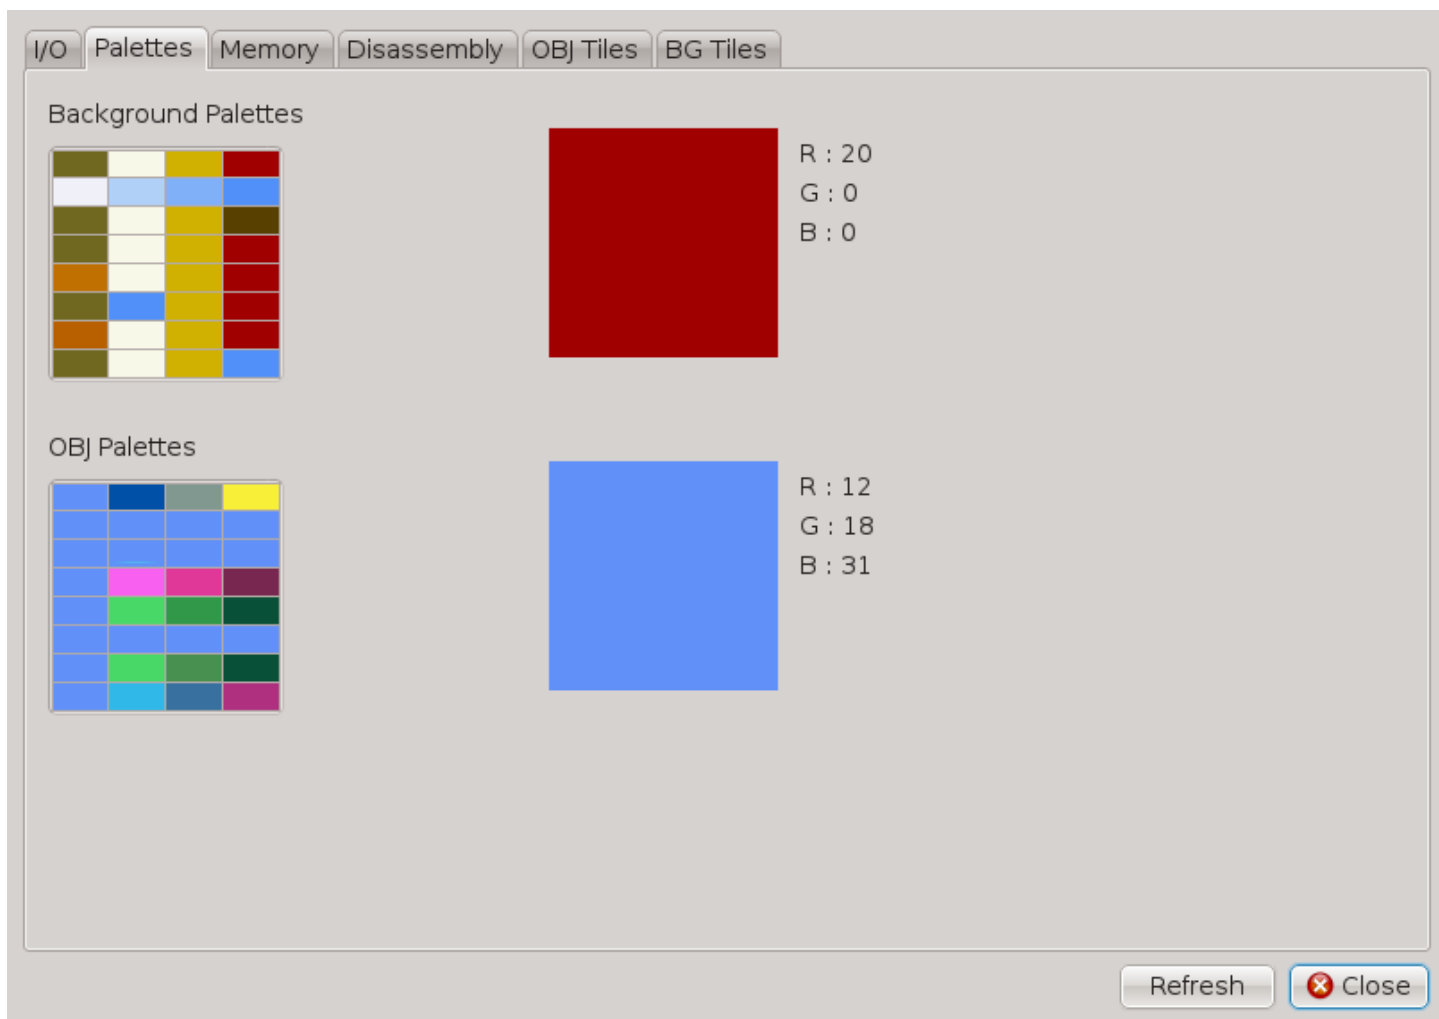 I/O Palettes Memory Disassembly OBJ Tiles BG Tiles
Background Palettes
R : 20
G : 0
B : 0
OBJ Palettes
R : 12
G : 18
B : 31
Refresh Close